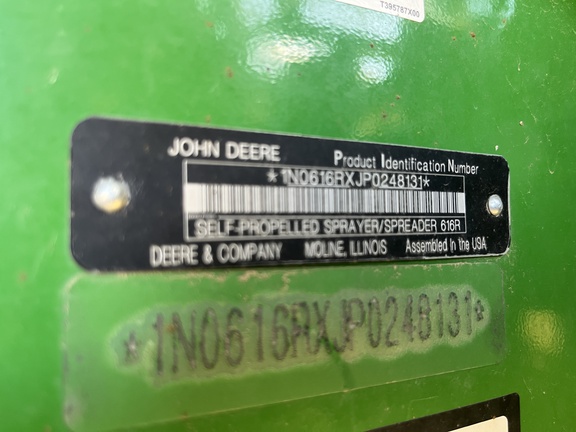 T395787X00
JOHN DEERE Product Identification Number
*1N0616RXJP0248131*
SELF-PROPELLED SPRAYER/SPREADER 616R
DEERE & COMPANY MOLINE, ILLINOIS Assembled in the USA
*1N0616RXJP0248131*